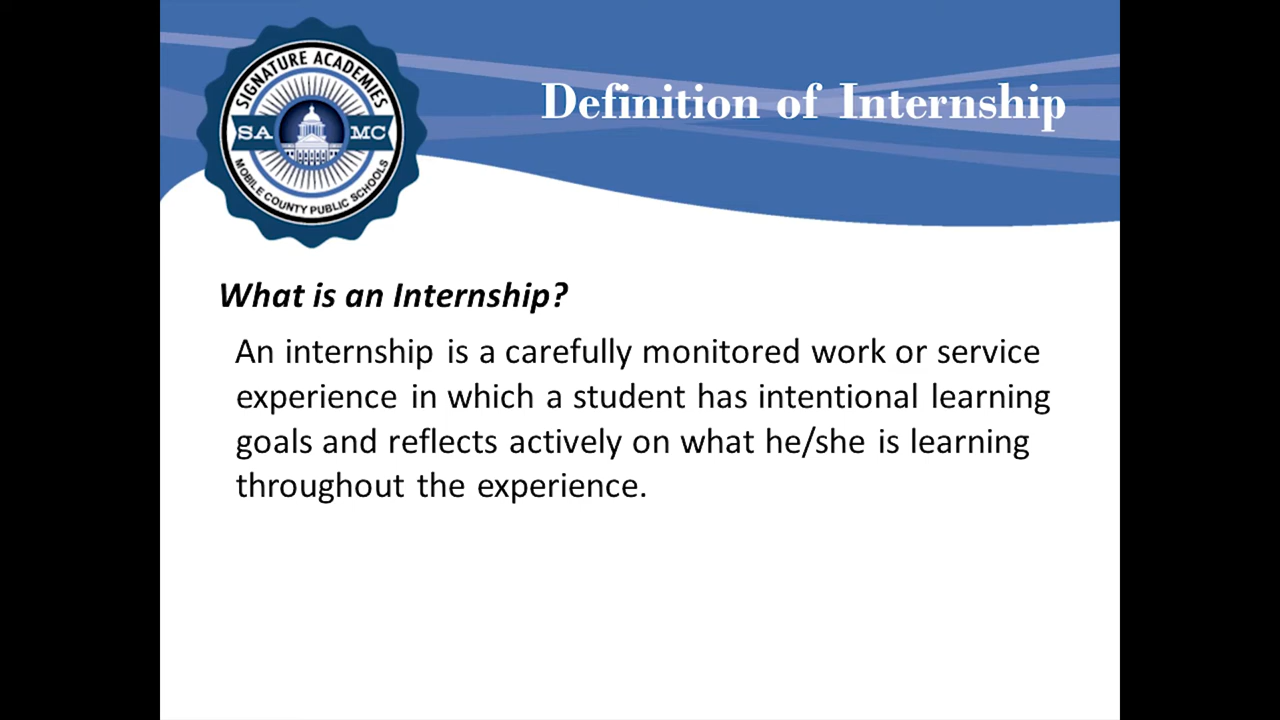 SIGNATURE ACADEMIES
SA MC
MOBILE COUNTY PUBLIC SCHOOLS
Definition of Internship
What is an Internship?
An internship is a carefully monitored work or service
experience in which a student has intentional learning
goals and reflects actively on what he/she is learning
throughout the experience.